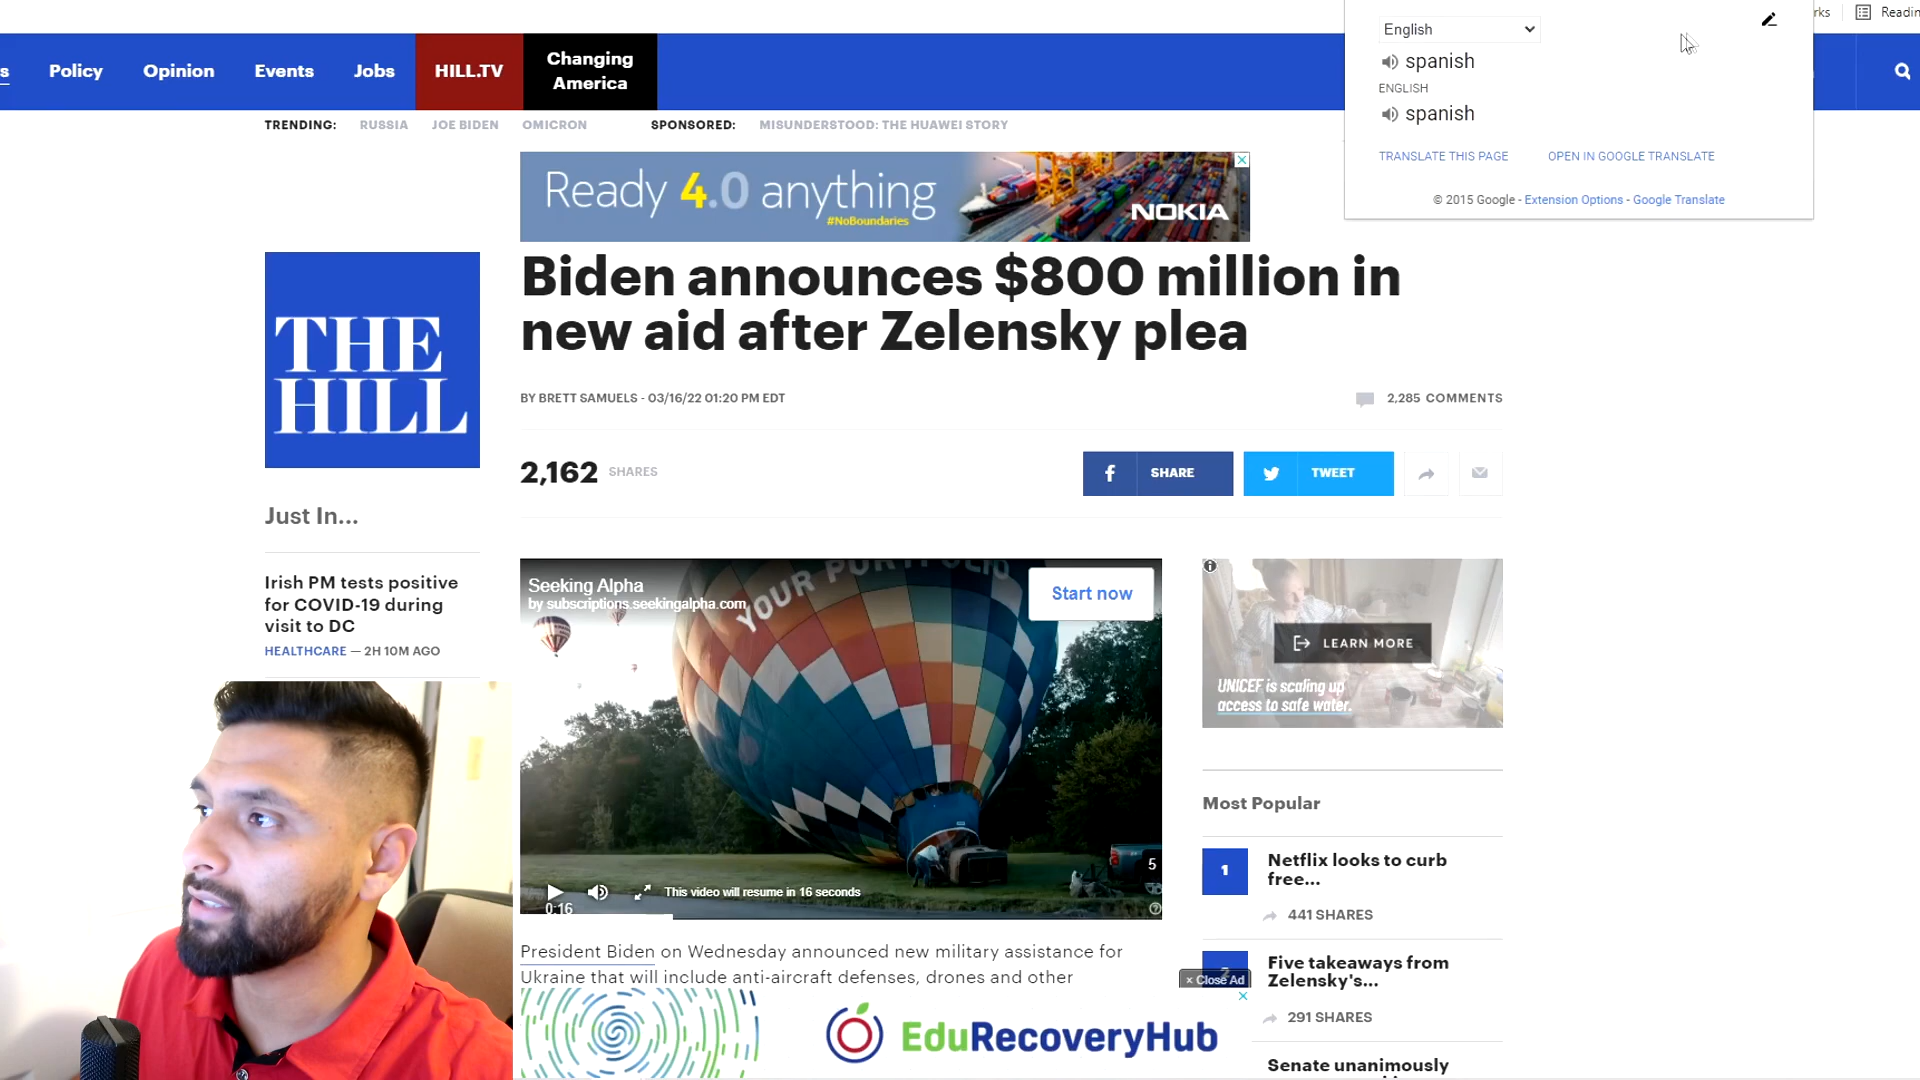 rks
Readin
English
spanish
ENGLISH
spanish
TRANSLATE THIS PAGE
OPEN IN GOOGLE TRANSLATE
© 2015 Google - Extension Options - Google Translate
s
Policy
Opinion
Events
Jobs
HILL.TV
Changing
America
TRENDING:
RUSSIA
JOE BIDEN
OMICRON
SPONSORED:
MISUNDERSTOOD: THE HUAWEI STORY
Ready 4.0 anything
#NoBoundaries
NOKIA
THE
HILL
Biden announces $800 million in
new aid after Zelensky plea
BY BRETT SAMUELS - 03/16/22 01:20 PM EDT
2,285 COMMENTS
2,162 SHARES
SHARE
TWEET
Just In...
Irish PM tests positive
for COVID-19 during
visit to DC
HEALTHCARE — 2H 10M AGO
Seeking Alpha
by subscriptions.seekingalpha.com
YOUR PORTFOLIO
Start now
5
This video will resume in 16 seconds
0:16
LEARN MORE
UNICEF is scaling up
access to safe water.
Most Popular
1
Netflix looks to curb
free...
441 SHARES
2
Five takeaways from
Zelensky's...
291 SHARES
Senate unanimously
President Biden on Wednesday announced new military assistance for
Ukraine that will include anti-aircraft defenses, drones and other
x Close Ad
EduRecoveryHub